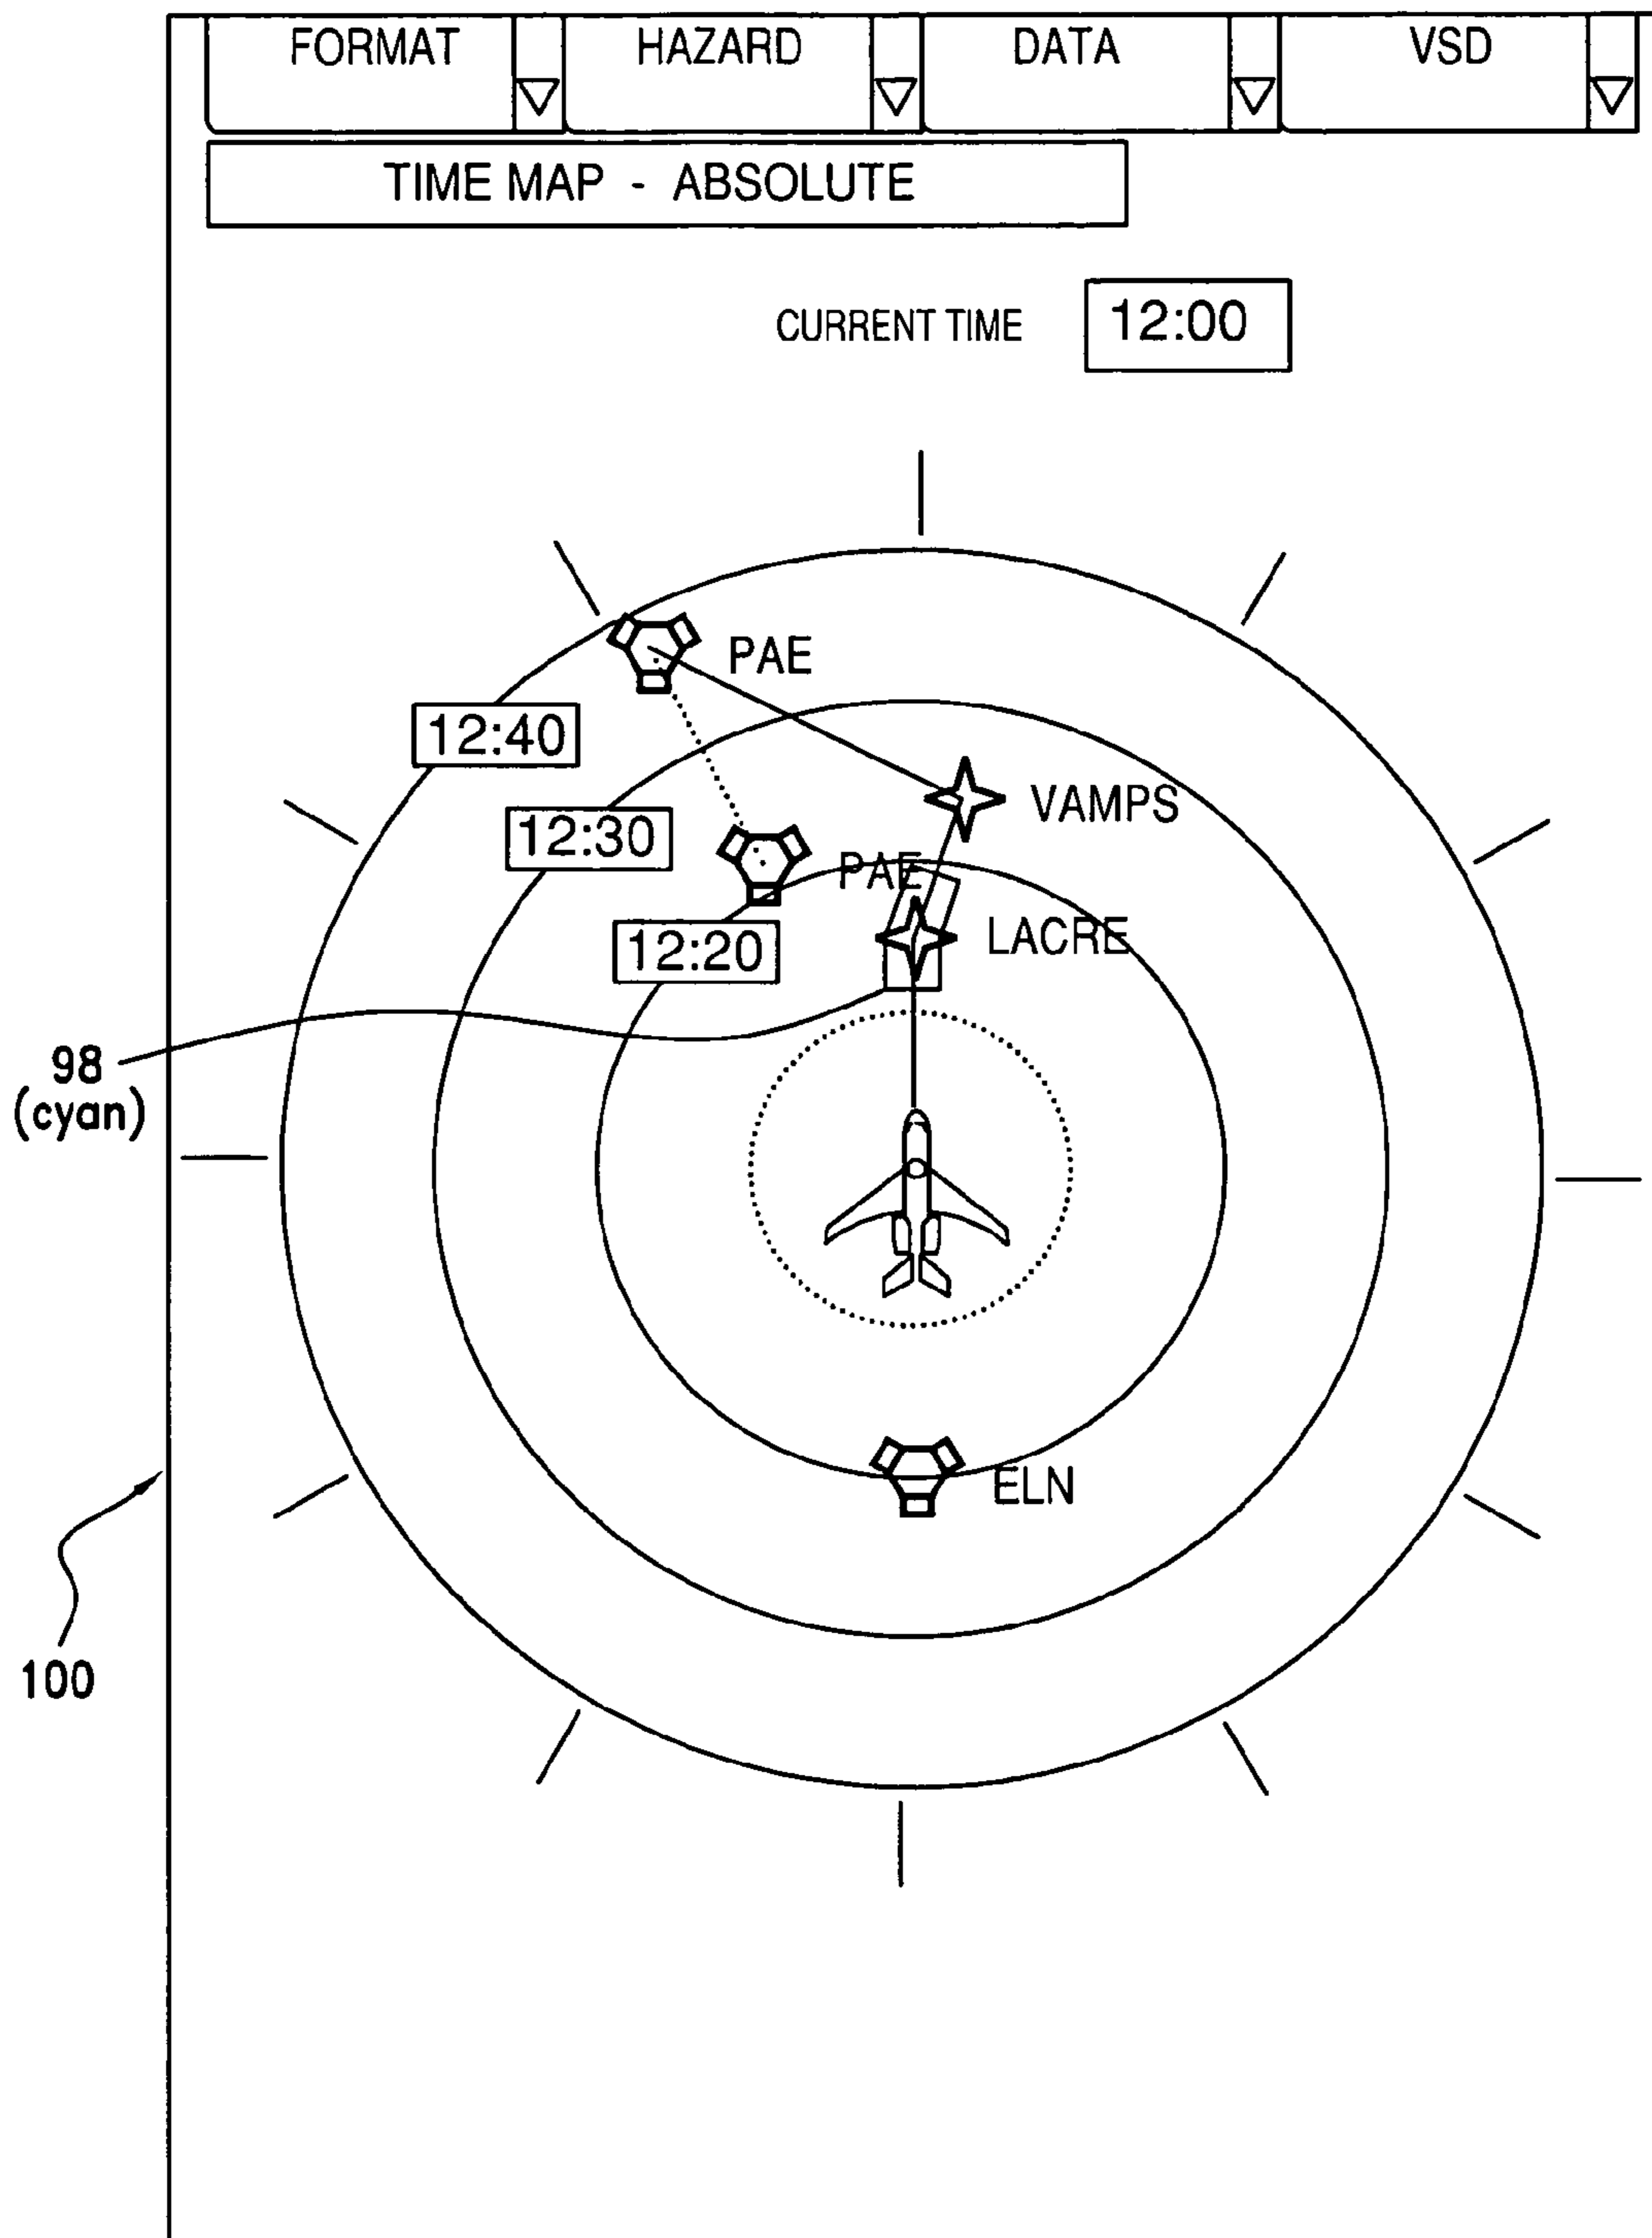 FORMAT HAZARD DATA VSD
TIME MAP - ABSOLUTE
CURRENT TIME 12:00
PAE
12:40
VAMPS
12:30
PAE
LACRE
12:20
98
(cyan)
ELN
100